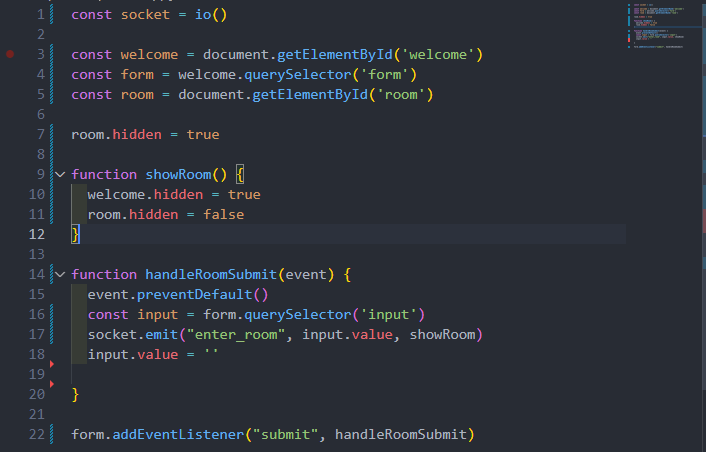 1 const socket = io()
2
3 const welcome = document.getElementById('welcome')
4 const form = welcome.querySelector('form')
5 const room = document.getElementById('room')
6
7 room.hidden = true
8
9 function showRoom() {
10   welcome.hidden = true
11   room.hidden = false
12 }
13
14 function handleRoomSubmit(event) {
15   event.preventDefault()
16   const input = form.querySelector('input')
17   socket.emit("enter_room", input.value, showRoom)
18   input.value = ''
19
20 }
21
22 form.addEventListener("submit", handleRoomSubmit)